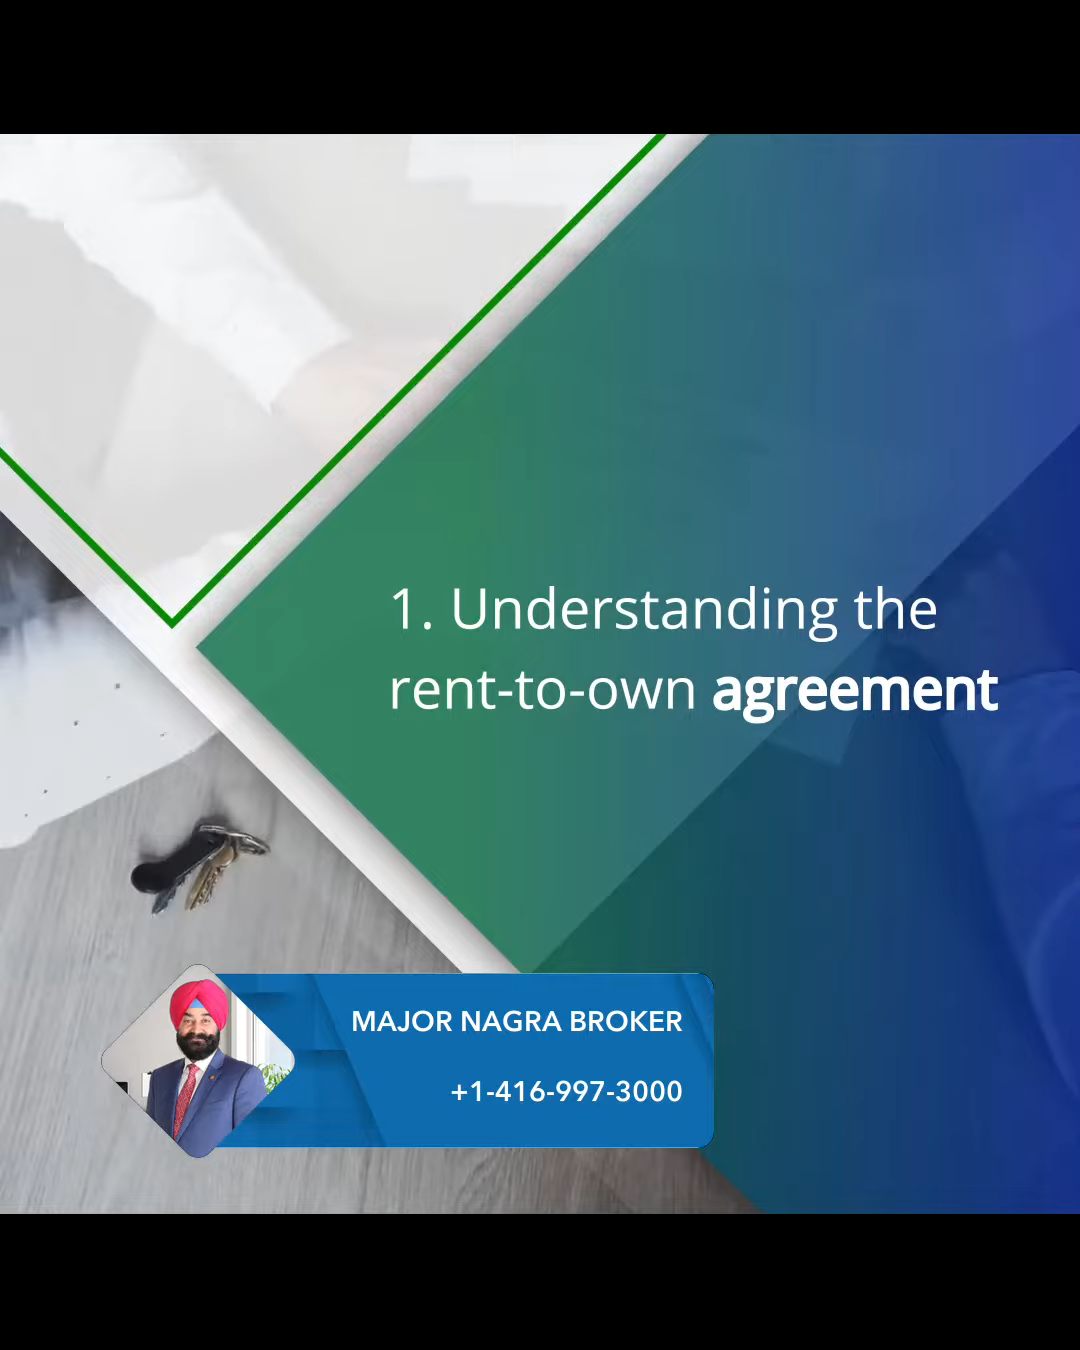 1. Understanding the
rent-to-own agreement
MAJOR NAGRA BROKER
+1-416-997-3000